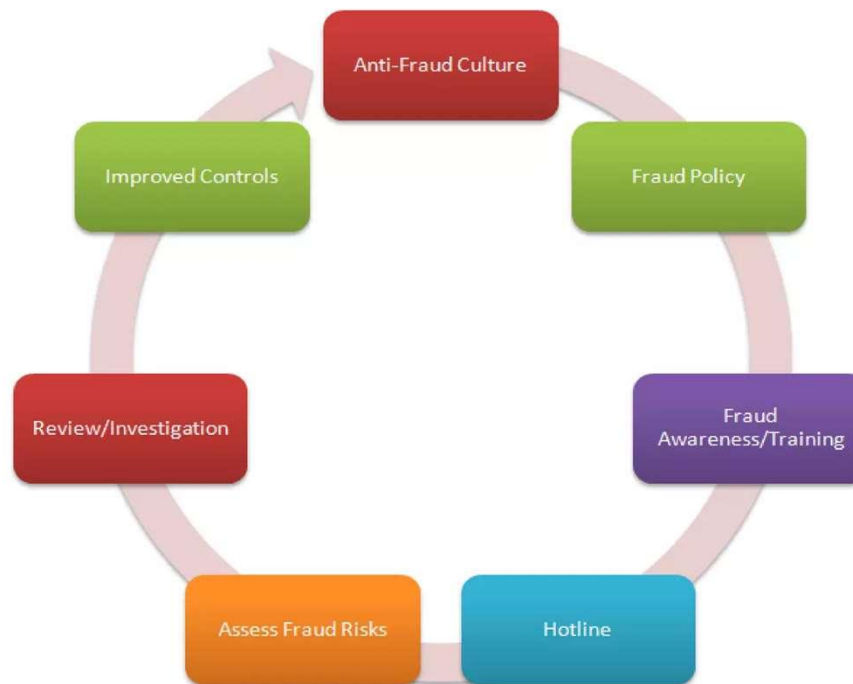 Anti-Fraud Culture
Improved Controls
Fraud Policy
Review/Investigation
Fraud
Awareness/Training
Assess Fraud Risks
Hotline